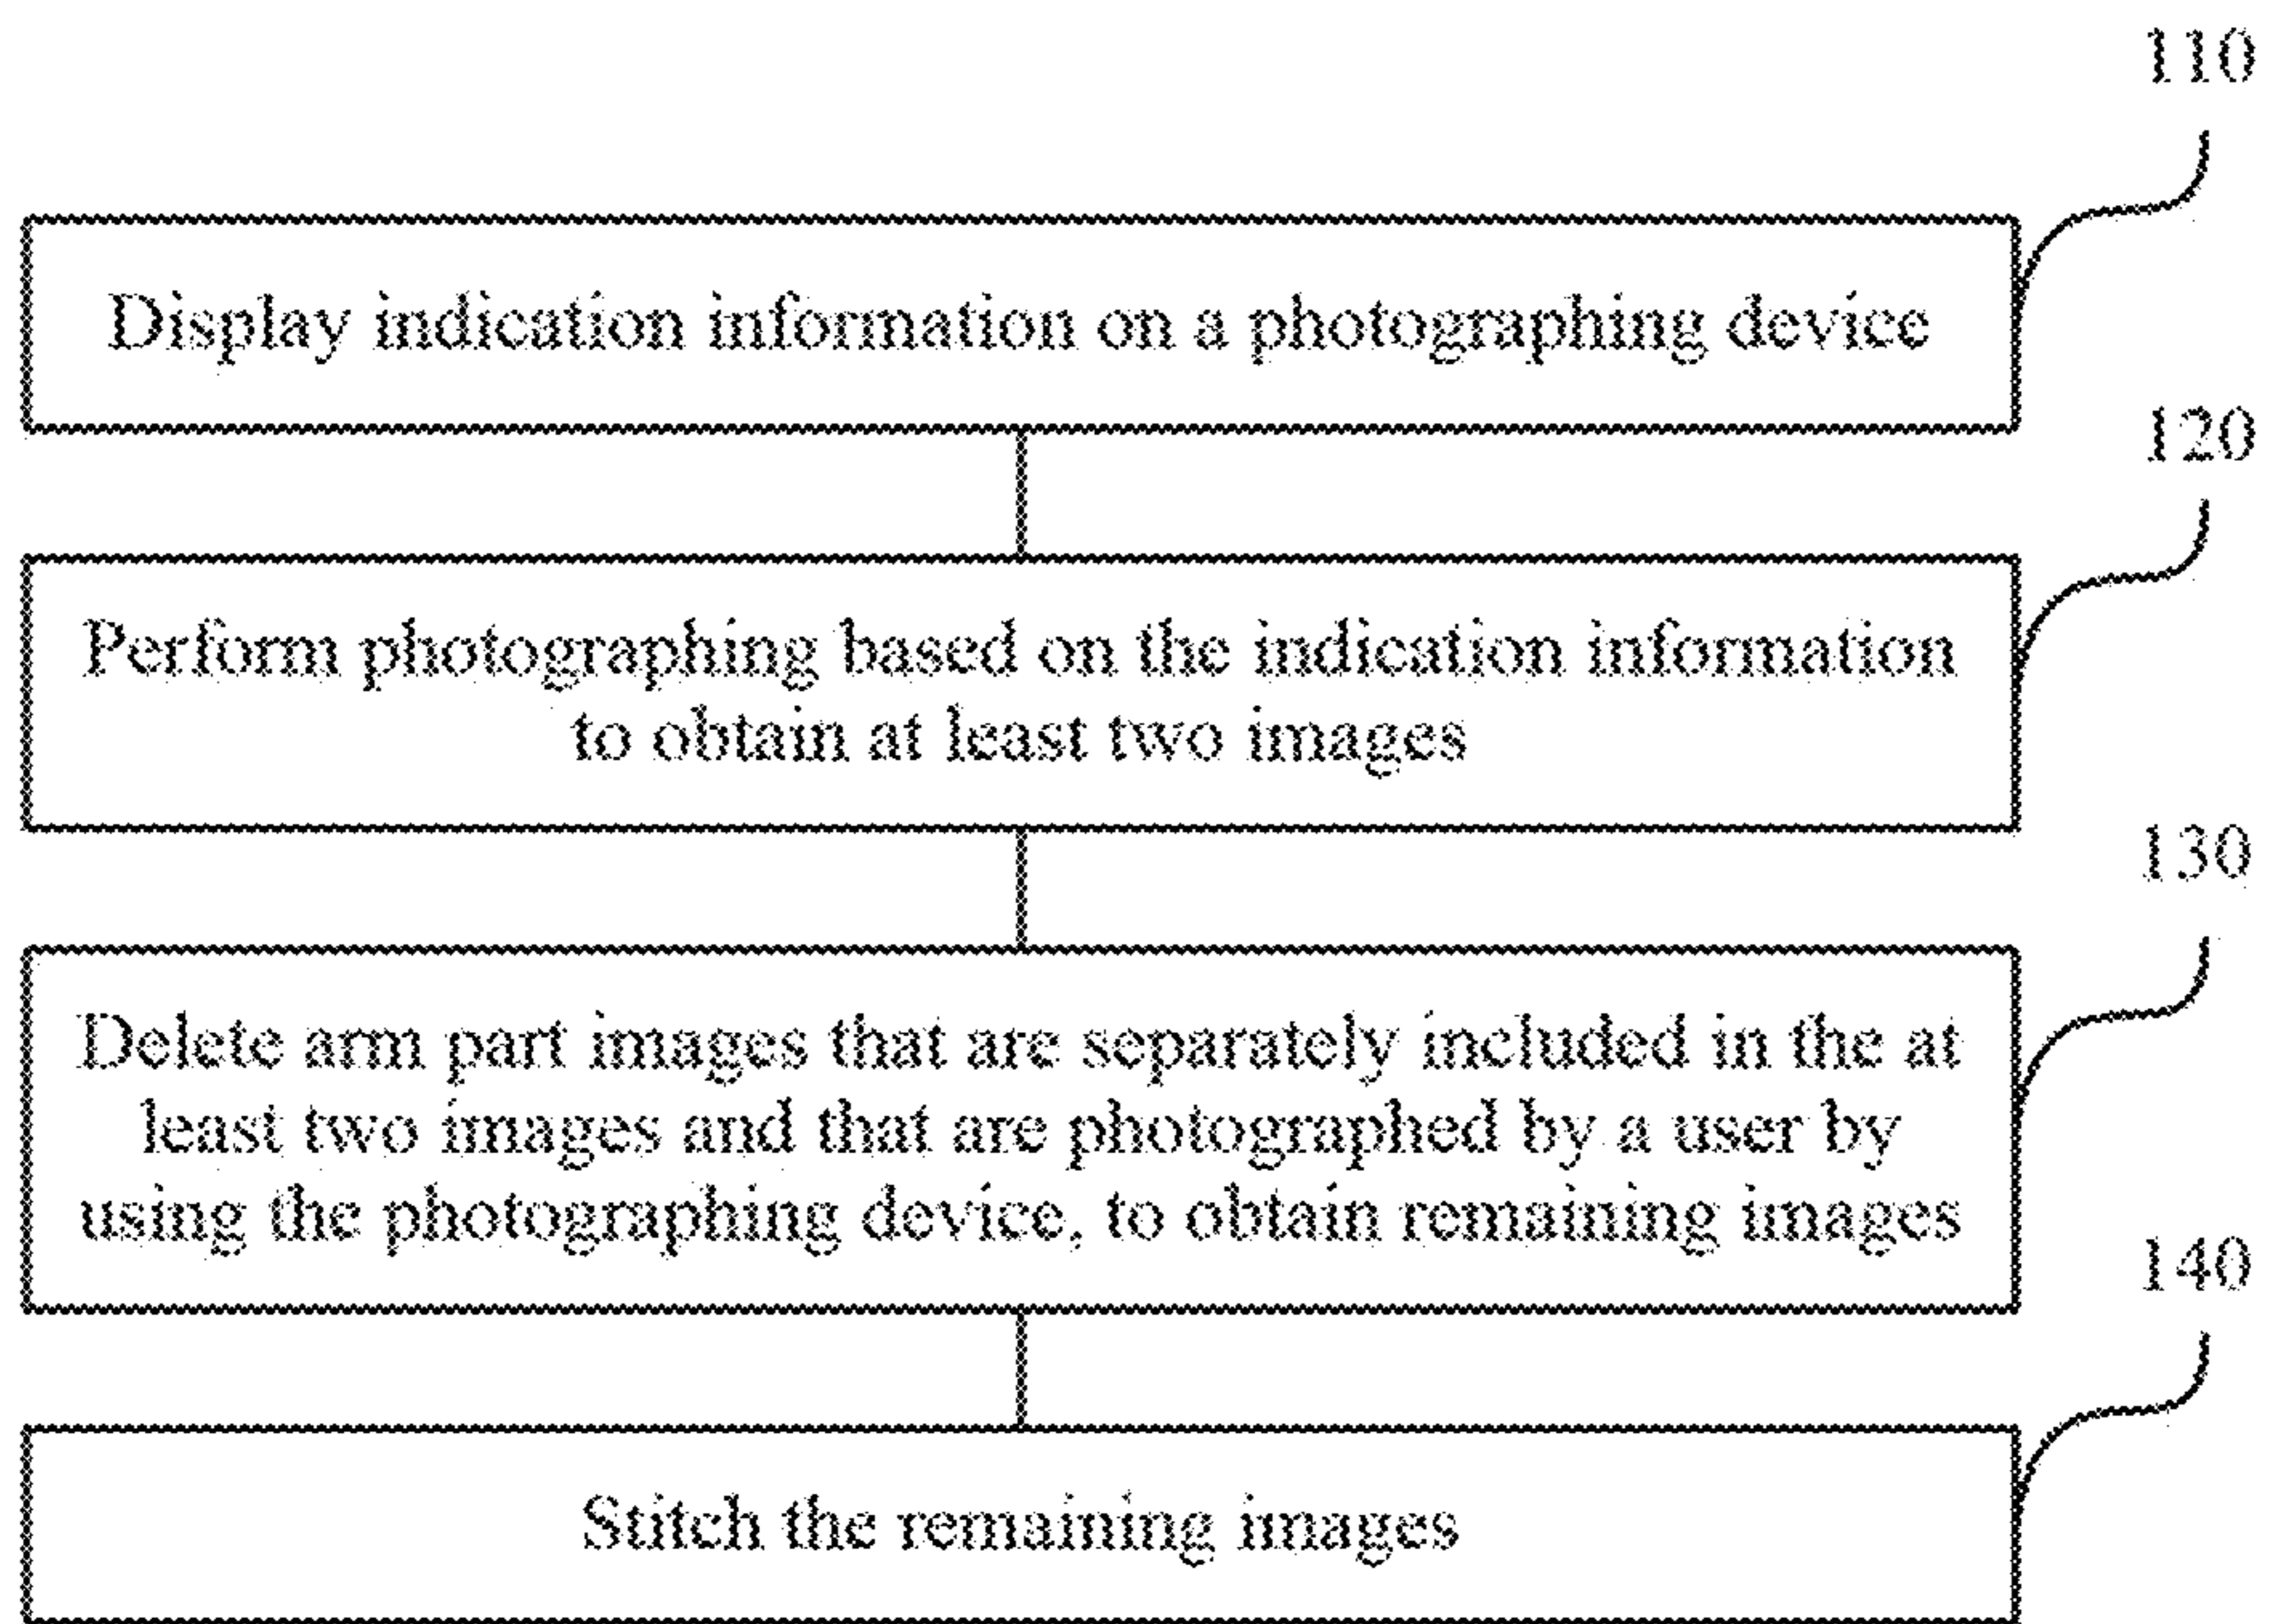 110
Display indication information on a photographing device
120
Perform photographing based on the indication information
to obtain at least two images
130
Delete arm part images that are separately included in the at
least two images and that are photographed by a user by
using the photographing device, to obtain remaining images
140
Stitch the remaining images